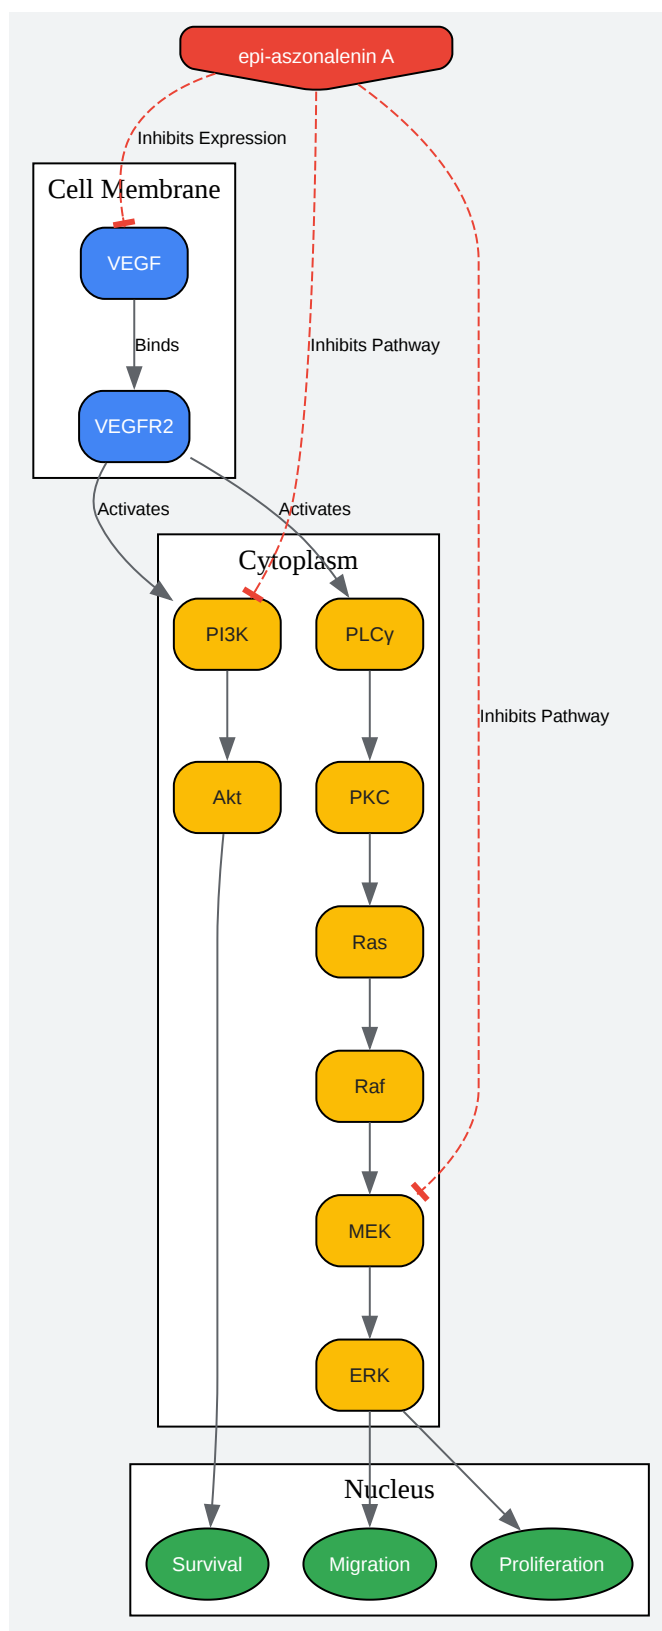 epi-aszonalenin A
Inhibits Expression
Cell Membrane
VEGF
Binds
Inhibits Pathway
VEGFR2
Activates
Activates
Cytoplasm
PI3K
PLCγ
Inhibits Pathway
Akt
PKC
Ras
Raf
MEK
ERK
Nucleus
Survival
Migration
Proliferation